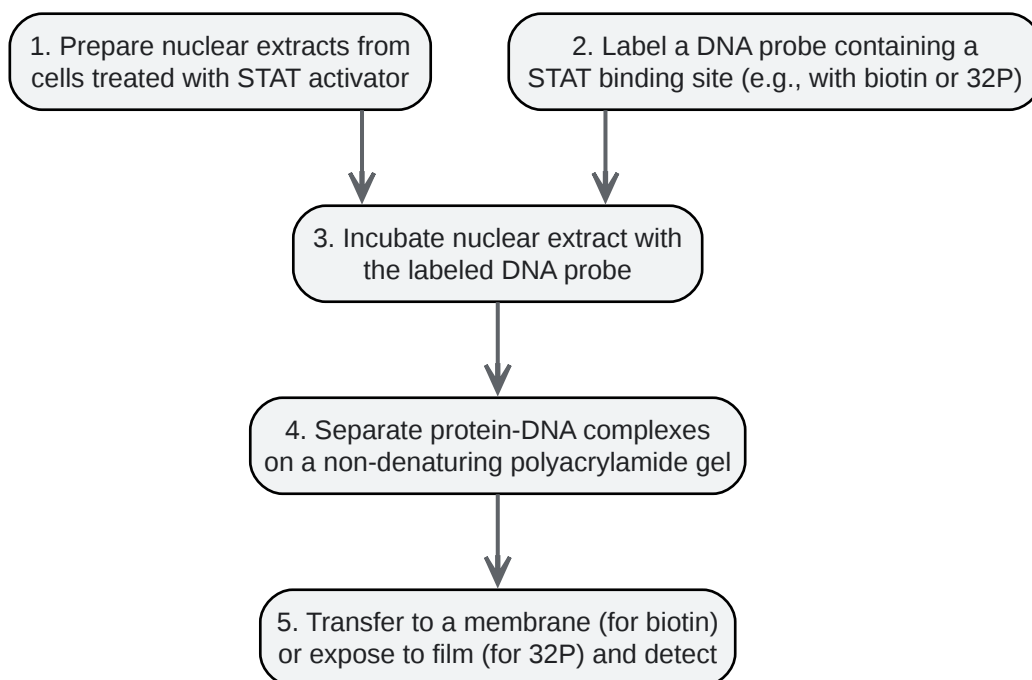 1. Prepare nuclear extracts from
cells treated with STAT activator
2. Label a DNA probe containing a
STAT binding site (e.g., with biotin or 32P)
3. Incubate nuclear extract with
the labeled DNA probe
4. Separate protein-DNA complexes
on a non-denaturing polyacrylamide gel
5. Transfer to a membrane (for biotin)
or expose to film (for 32P) and detect